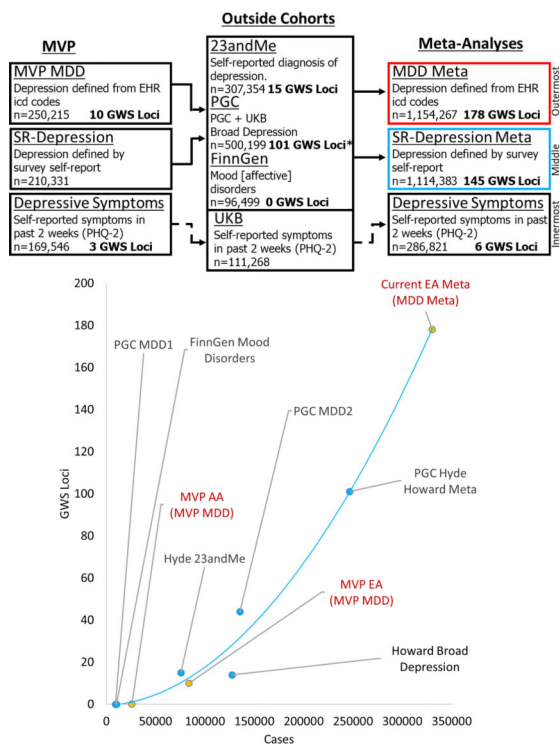 MVP
Outside Cohorts
Meta-Analyses
MVP MDD
Depression defined from EHR
icd codes
n=250,215 10 GWS Loci
SR-Depression
Depression defined by
survey self-report
n=210,331
Depressive Symptoms
Self-reported symptoms in
past 2 weeks (PHQ-2)
n=169,546 3 GWS Loci
23andMe
Self-reported diagnosis of
depression.
n=307,354 15 GWS Loci
PGC
PGC + UKB
Broad Depression
n=500,199 101 GWS Loci*
FinnGen
Mood [affective]
disorders
n=96,499 0 GWS Loci
UKB
Self-reported symptoms
in past 2 weeks (PHQ-2)
n=111,268
MDD Meta
Depression defined from EHR
icd codes
n=1,154,267 178 GWS Loci
Outermost
SR-Depression Meta
Depression defined by survey
self-report
n=1,114,383 145 GWS Loci
Middle
Depressive Symptoms
Self-reported symptoms in past
2 weeks (PHQ-2)
n=286,821 6 GWS Loci
Innermost
GWS Loci
200
180
160
140
120
100
80
60
40
20
0
PGC MDD1
FinnGen Mood
Disorders
Current EA Meta
(MDD Meta)
PGC MDD2
PGC Hyde
Howard Meta
MVP AA
(MVP MDD)
Hyde 23andMe
MVP EA
(MVP MDD)
Howard Broad
Depression
0 50000 100000 150000 200000 250000 300000 350000
Cases